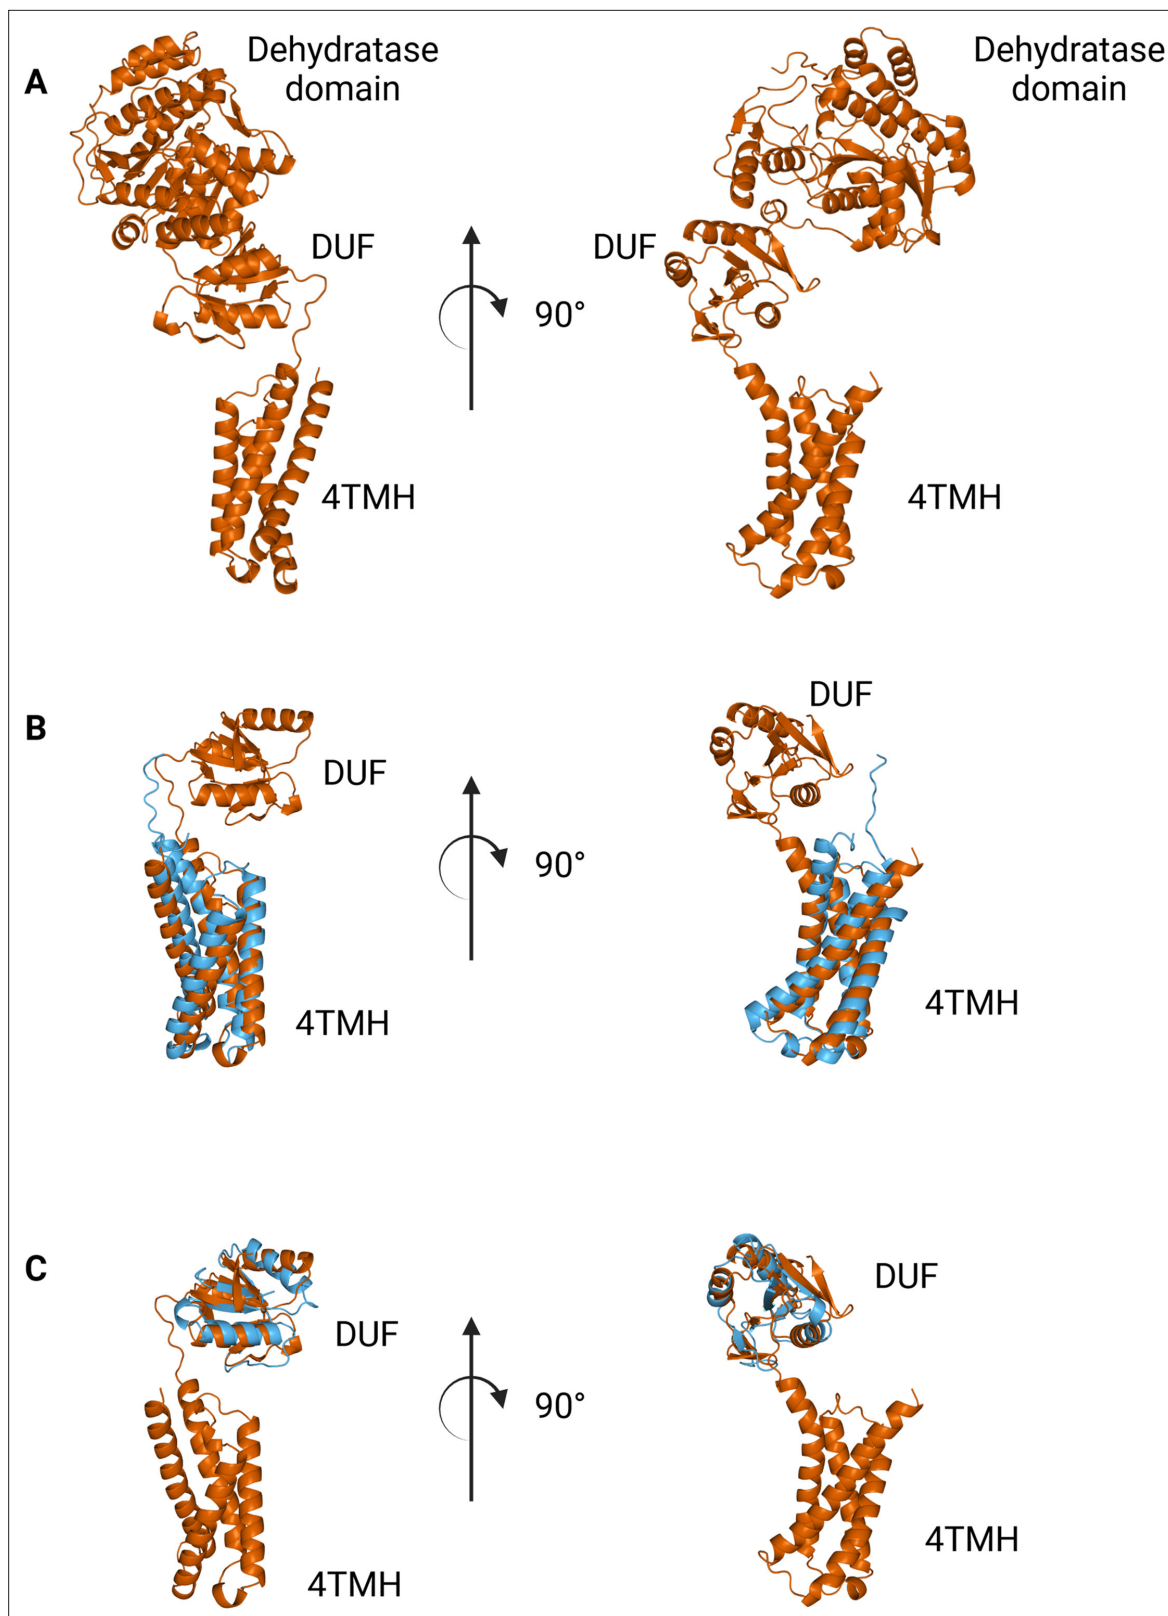 A
Dehydratase
domain
Dehydratase
domain
DUF
DUF
90°
4TMH
4TMH
B
DUF
DUF
90°
4TMH
4TMH
C
DUF
DUF
90°
4TMH
4TMH